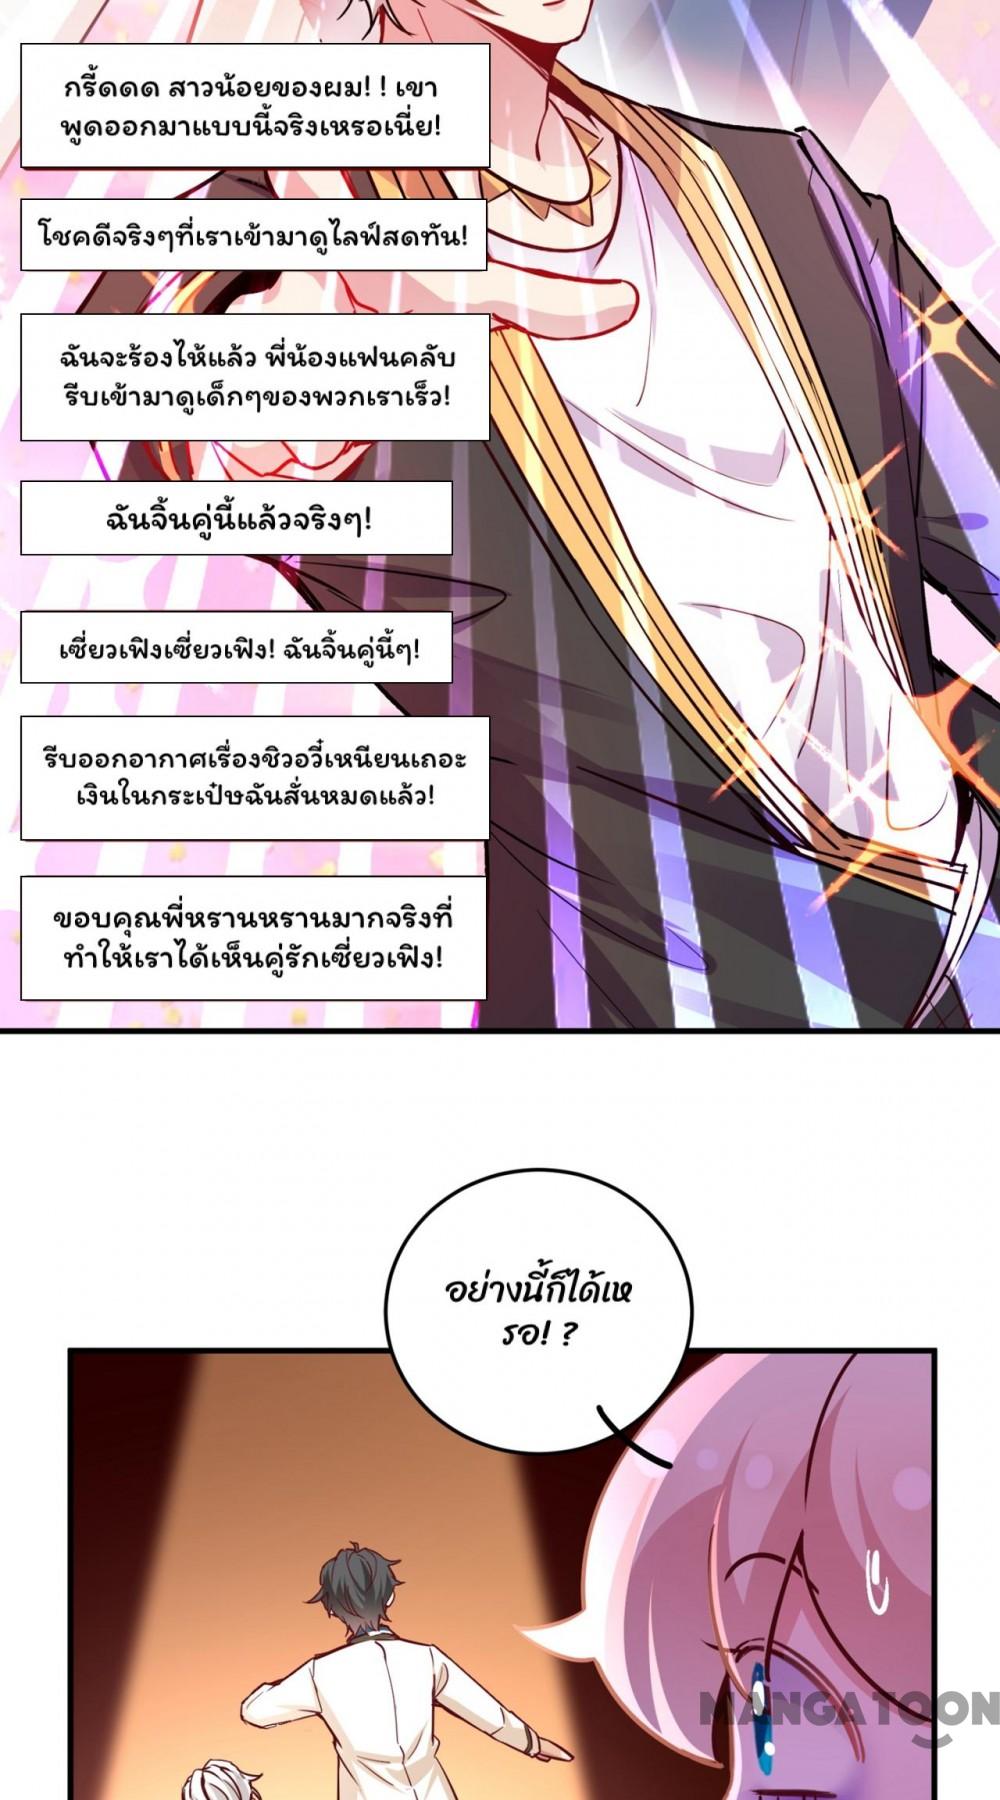 กรี้ดดด สาวน้อยของผม! ! เขา
พูดออกมาแบบนี้จริงเหรอเนี่ย!
โชคดีจริงๆที่เราเข้ามาดูไลฟ์สดทัน!
ฉันจะร้องไห้แล้ว พี่น้องแฟนคลับ
รีบเข้ามาดูเด็กๆของพวกเราเร็ว!
ฉันจิ้นคู่นี้แล้วจริงๆ!
เซี่ยวเฟิงเซี่ยวเฟิง! ฉันจิ้นคู่นี้ๆ!
รีบออกอากาศเรื่องชิวอวี๋เหนียนเถอะ
เงินในกระเป๋าฉันสั่นหมดแล้ว!
ขอบคุณพี่หรานหรานมากจริงที่
ทำให้เราได้เห็นคู่รักเซี่ยวเฟิง!
อย่างนี้ก็ได้เห
รอ! ?
MANGATOON